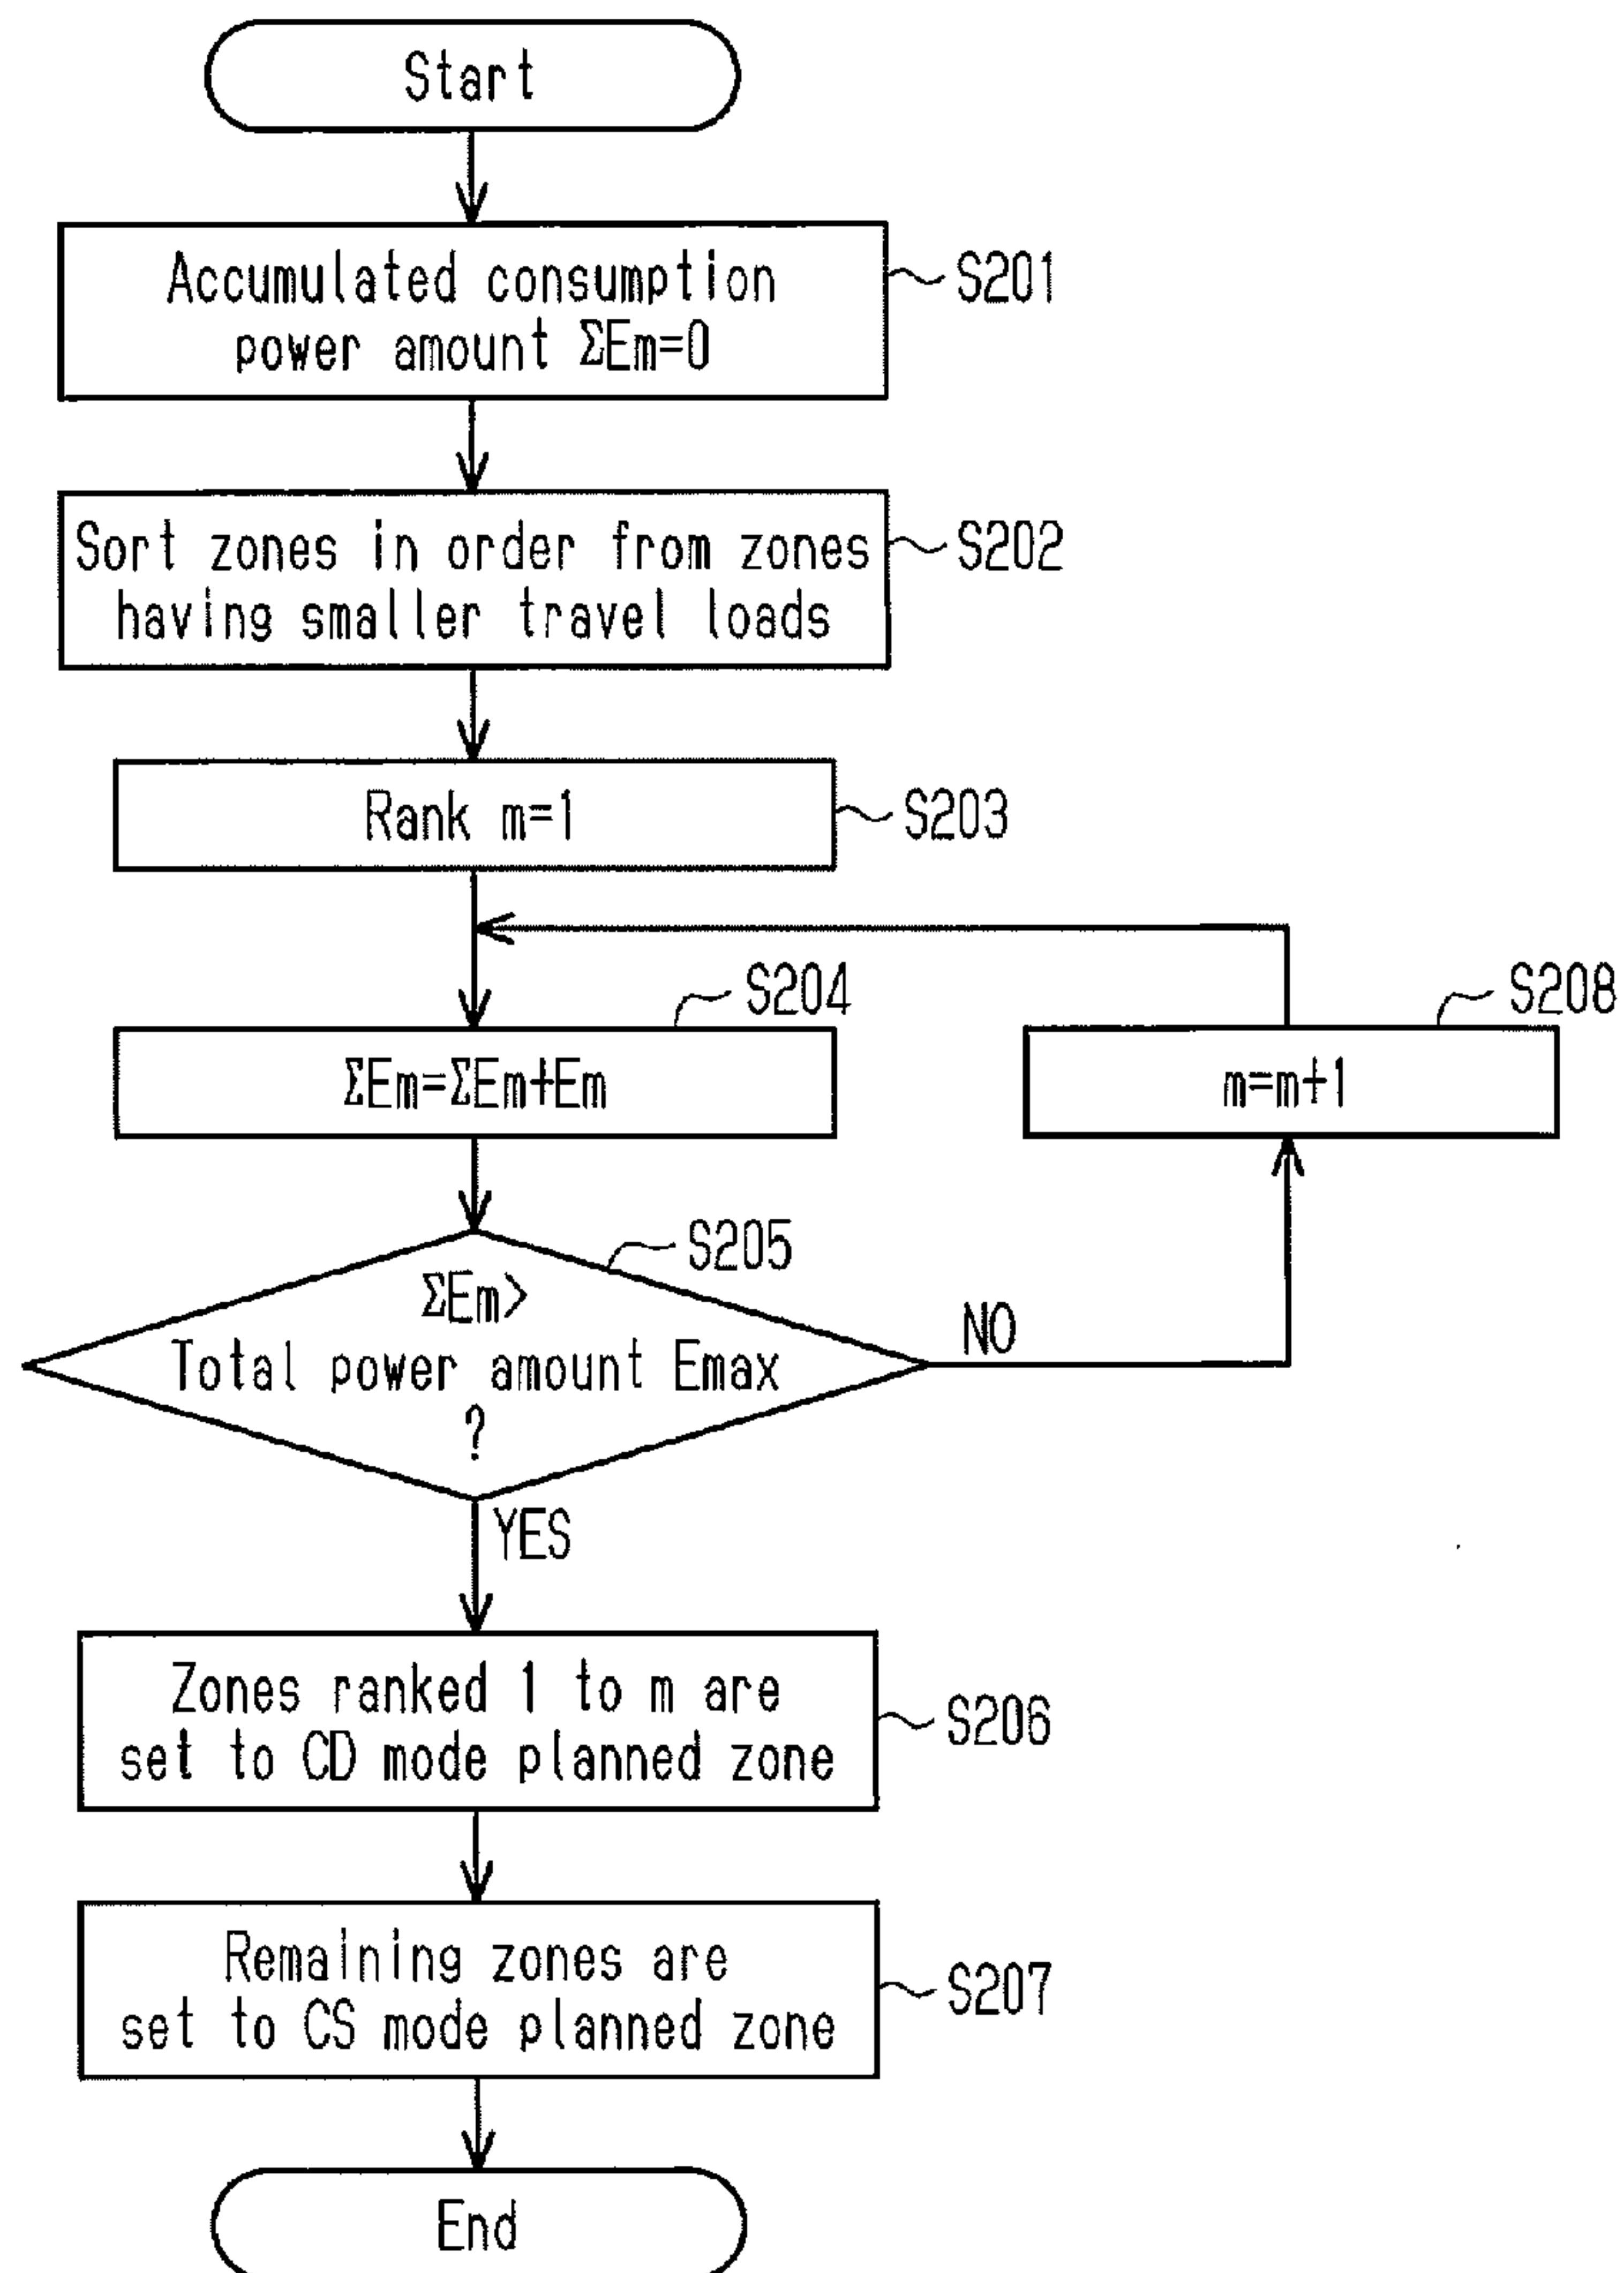 Start
Accumulated consumption
power amount ΣEm=0
S201
Sort zones in order from zones
having smaller travel loads
S202
Rank m=1
S203
S204
ΣEm=ΣEm+Em
S208
m=m+1
S205
ΣEm>
Total power amount Emax
?
NO
YES
Zones ranked 1 to m are
set to CD mode planned zone
S206
Remaining zones are
set to CS mode planned zone
S207
End